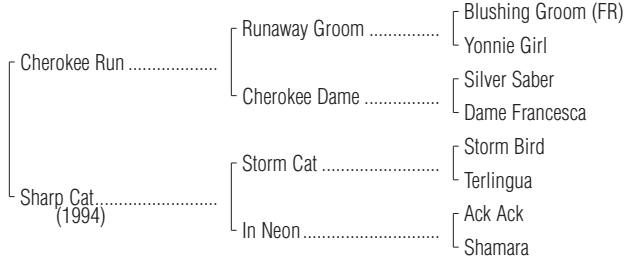 Blushing Groom (FR)
Runaway Groom ...............
Yonnie Girl
Cherokee Run ...................
Silver Saber
Cherokee Dame ................
Dame Francesca
Storm Bird
Storm Cat .........................
Terlingua
Sharp Cat..........................
(1994)
Ack Ack
In Neon.............................
Shamara